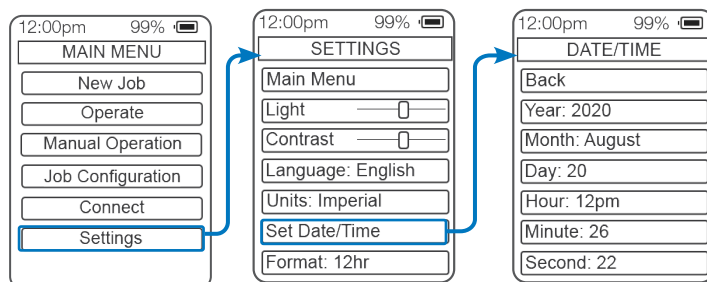 12:00pm 99%
MAIN MENU
New Job
Operate
Manual Operation
Job Configuration
Connect
Settings
12:00pm 99%
SETTINGS
Main Menu
Light
Contrast
Language: English
Units: Imperial
Set Date/Time
Format: 12hr
12:00pm 99%
DATE/TIME
Back
Year: 2020
Month: August
Day: 20
Hour: 12pm
Minute: 26
Second: 22